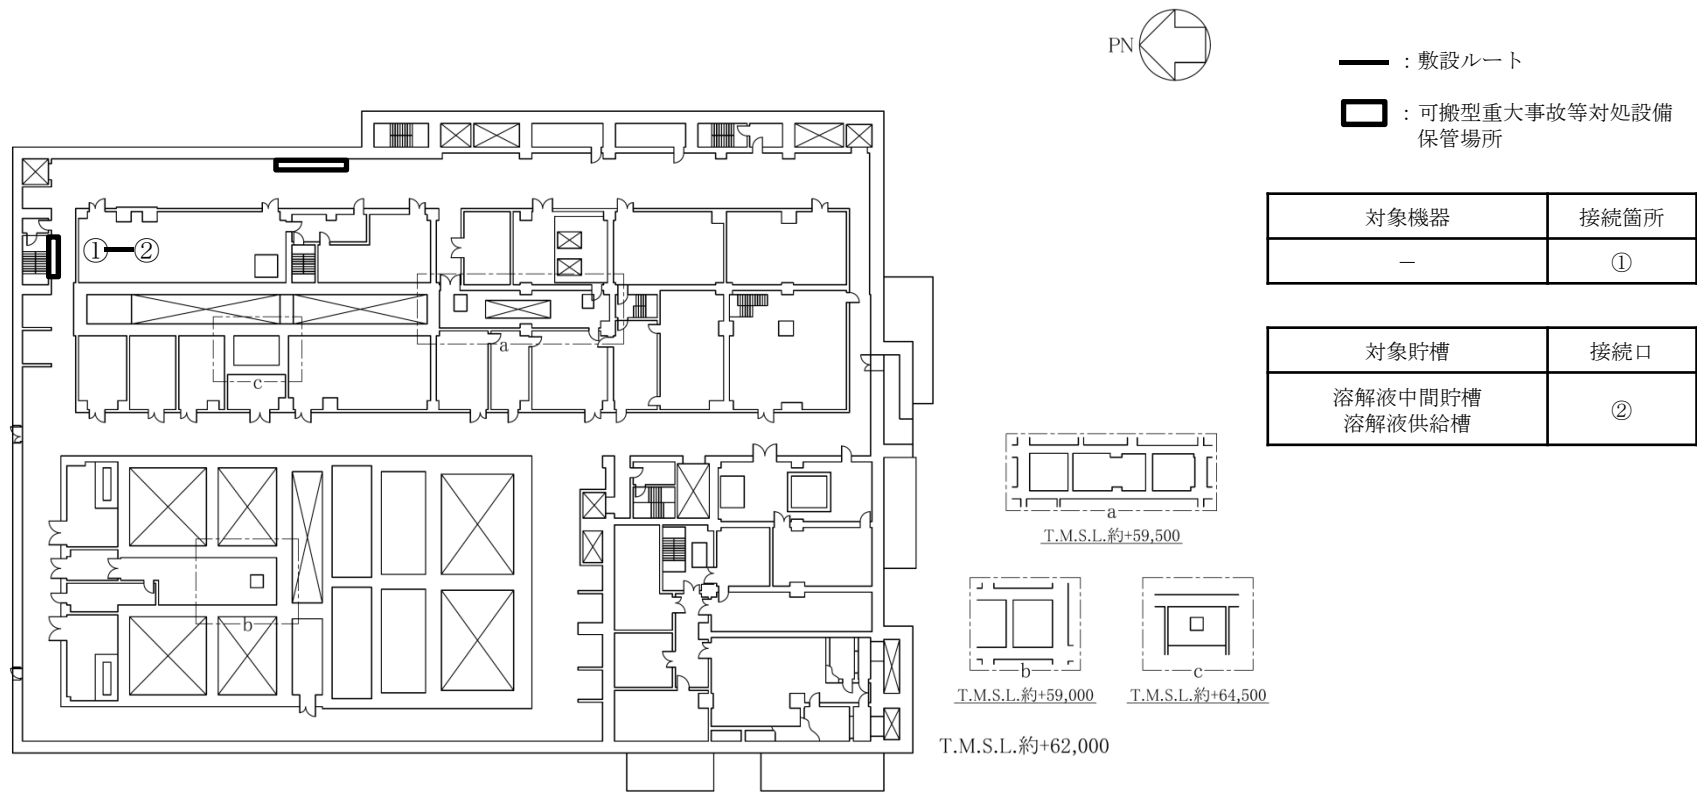 PN
：敷設ルート
：可搬型重大事故等対処設備
保管場所
対象機器 接続箇所
－ ①
対象貯槽 接続口
溶解液中間貯槽
溶解液供給槽
②
①
②
a
c
b
a
T.M.S.L.約+59,500
b
T.M.S.L.約+59,000
c
T.M.S.L.約+64,500
T.M.S.L.約+62,000